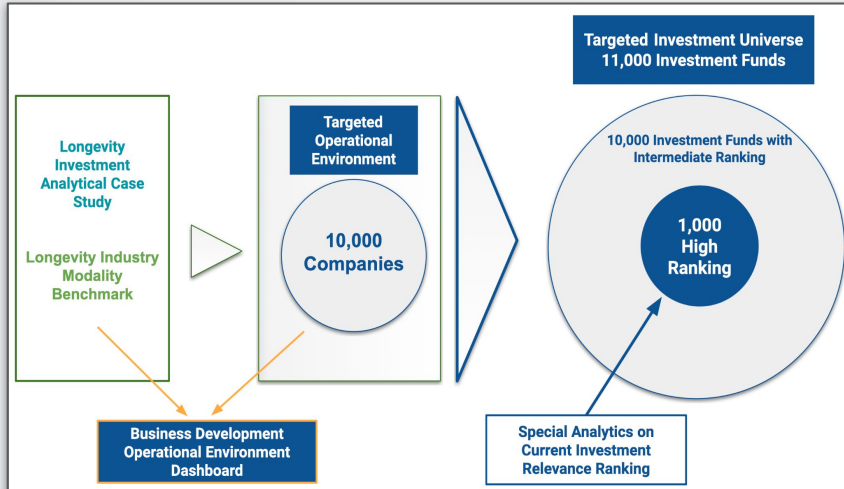 Targeted Investment Universe
11,000 Investment Funds
Longevity
Investment
Analytical Case
Study
Longevity Industry
Modality
Benchmark
Targeted
Operational
Environment
10,000
Companies
10,000 Investment Funds with
Intermediate Ranking
1,000
High
Ranking
Business Development
Operational Environment
Dashboard
Special Analytics on
Current Investment
Relevance Ranking